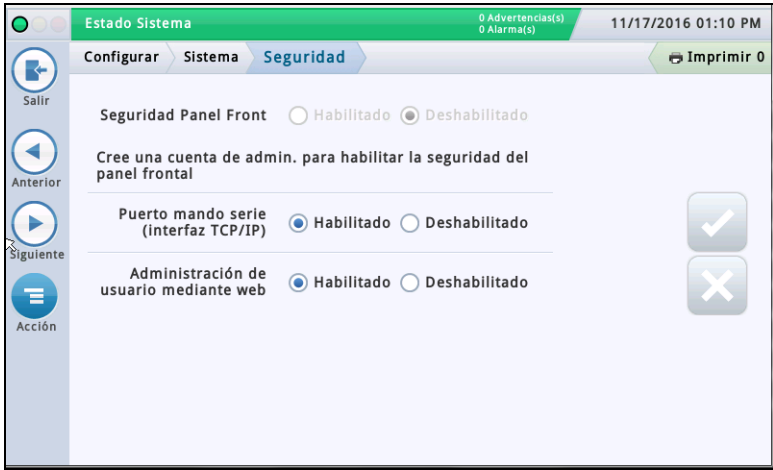 Estado Sistema
0 Advertencias(s)
0 Alarma(s)
11/17/2016 01:10 PM
Configurar Sistema Seguridad
Imprimir 0
Salir
Anterior
Siguiente
Acción
Seguridad Panel Front Habilitado Deshabilitado
Cree una cuenta de admin. para habilitar la seguridad del
panel frontal
Puerto mando serie
(interfaz TCP/IP)
Habilitado Deshabilitado
Administración de
usuario mediante web
Habilitado Deshabilitado